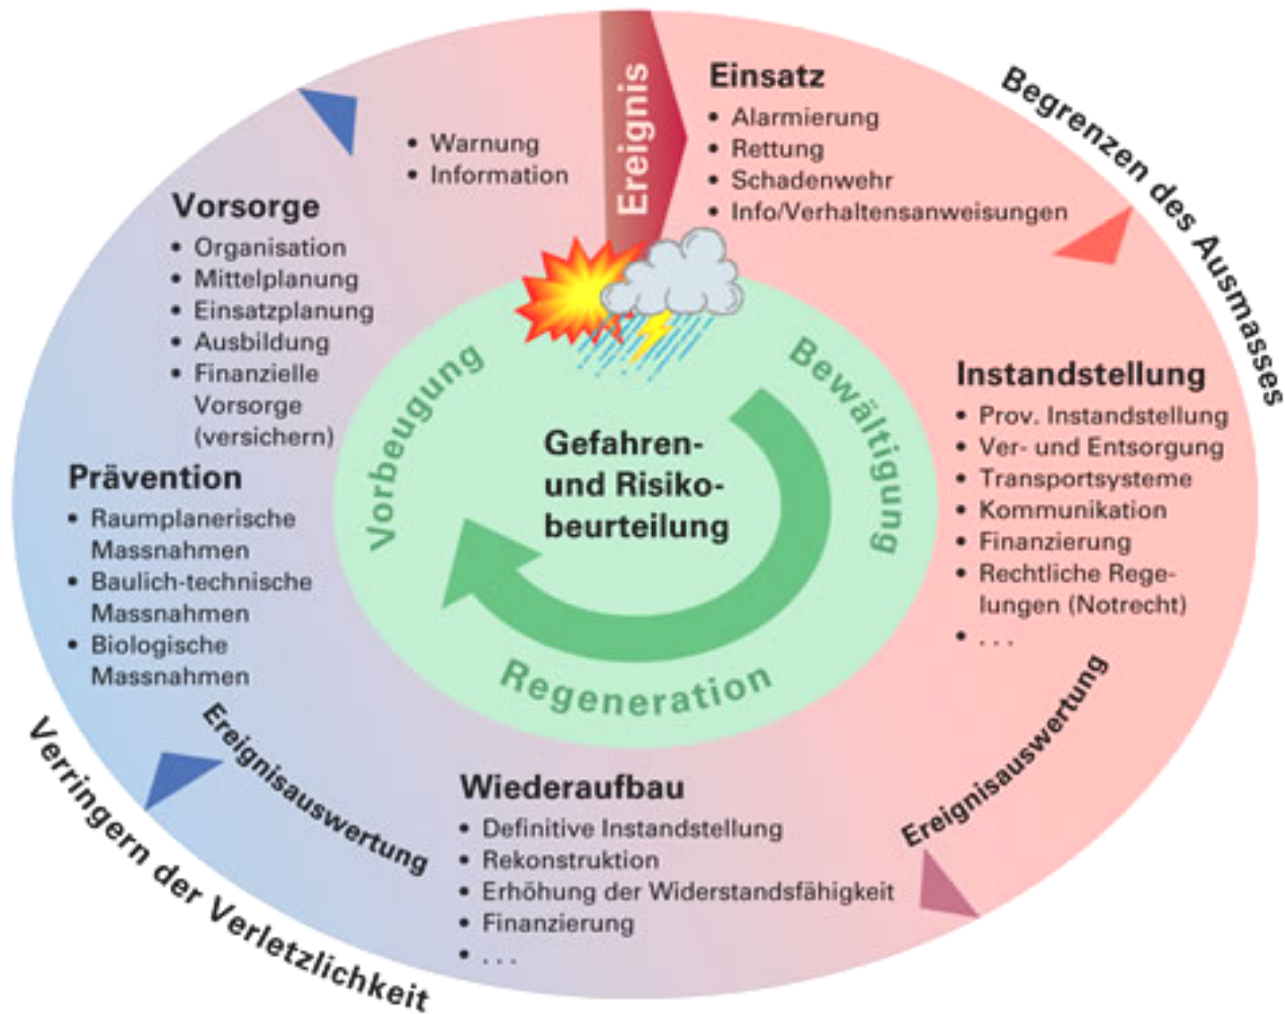 Ereignis
Einsatz
• Alarmierung
• Rettung
• Schadenwehr
• Info/Verhaltensanweisungen
Begrenzen des Ausmasses
• Warnung
• Information
Vorsorge
• Organisation
• Mittelplanung
• Einsatzplanung
• Ausbildung
• Finanzielle
Vorsorge
(versichern)
Prävention
• Raumplanerische
Massnahmen
• Baulich-technische
Massnahmen
• Biologische
Massnahmen
Vorbeugung
Gefahren-
und Risiko-
beurteilung
Bewältigung
Regeneration
Instandstellung
• Prov. Instandstellung
• Ver- und Entsorgung
• Transportsysteme
• Kommunikation
• Finanzierung
• Rechtliche Rege-
lungen (Notrecht)
• . . .
Ereignisauswertung
Wiederaufbau
• Definitive Instandstellung
• Rekonstruktion
• Erhöhung der Widerstandsfähigkeit
• Finanzierung
• . . .
Ereignisauswertung
Verringern der Verletzlichkeit